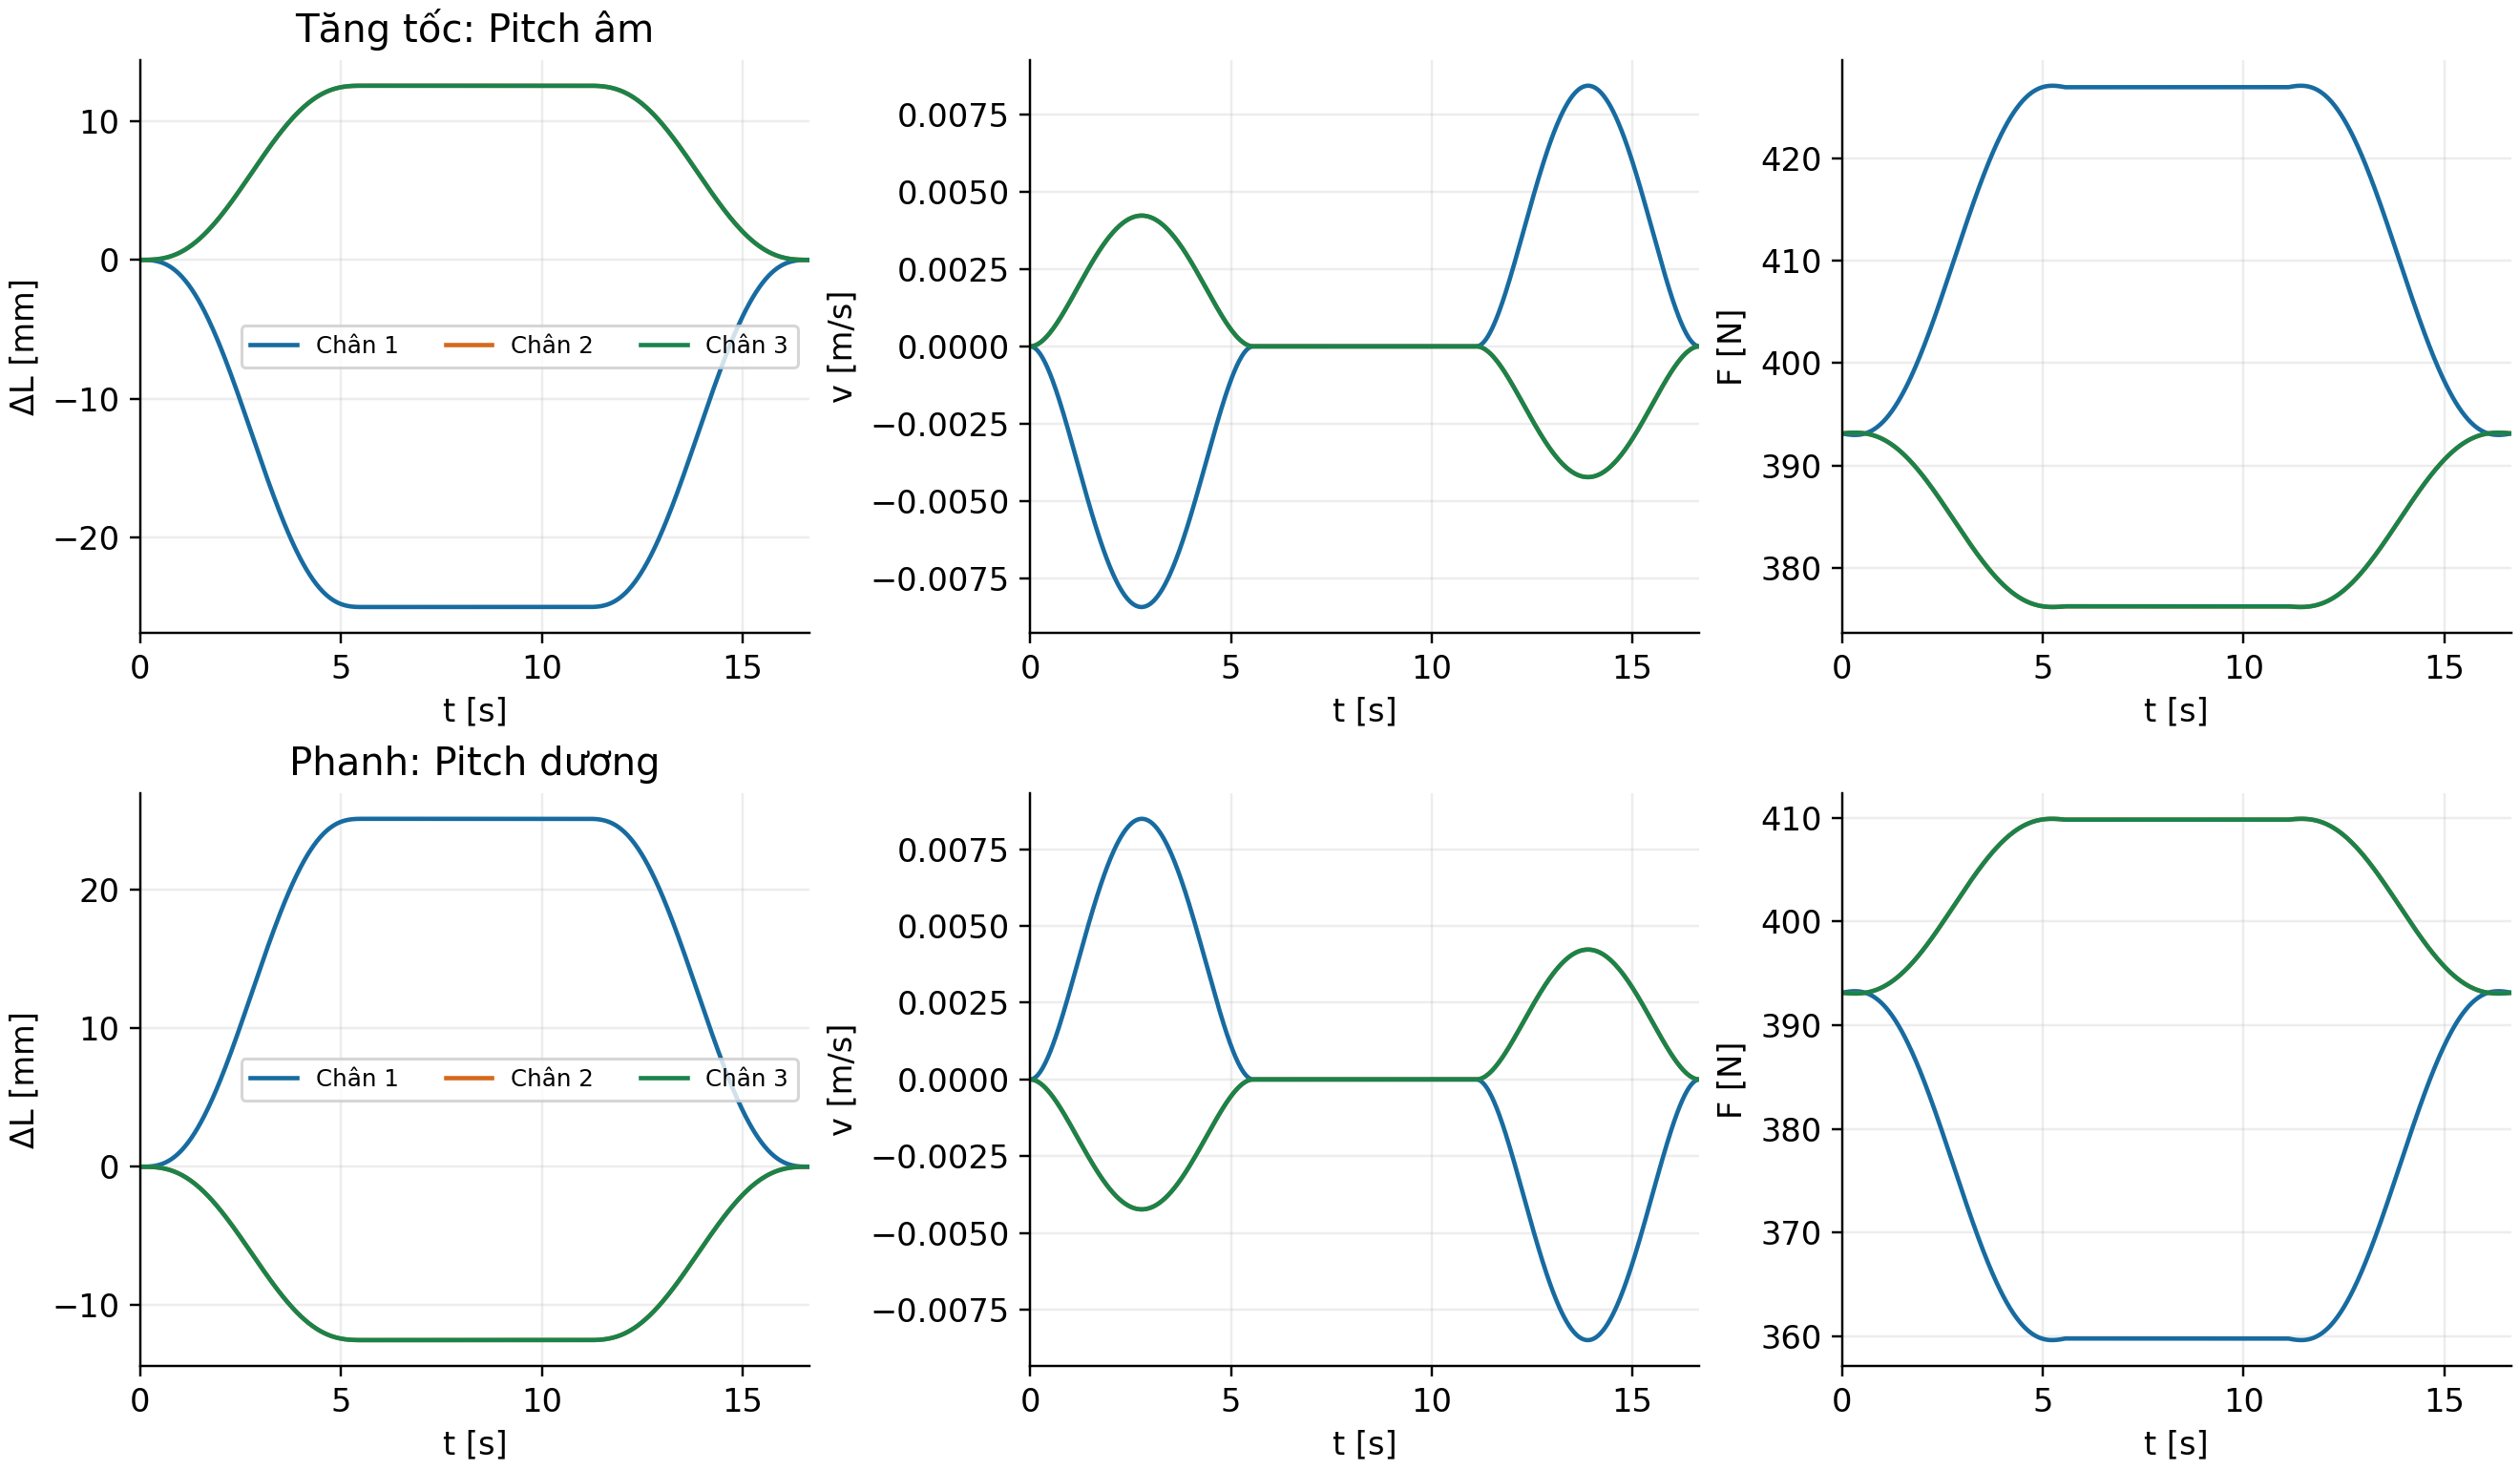 Tăng tốc: Pitch âm
10
0
−10
−20
ΔL [mm]
Chân 1 Chân 2 Chân 3
0 5 10 15
t [s]
0.0075
0.0050
0.0025
0.0000
−0.0025
−0.0050
−0.0075
v [m/s]
0 5 10 15
t [s]
420
410
400
390
380
F [N]
0 5 10 15
t [s]
Phanh: Pitch dương
20
10
0
−10
ΔL [mm]
Chân 1 Chân 2 Chân 3
0 5 10 15
t [s]
0.0075
0.0050
0.0025
0.0000
−0.0025
−0.0050
−0.0075
v [m/s]
0 5 10 15
t [s]
410
400
390
380
370
360
F [N]
0 5 10 15
t [s]